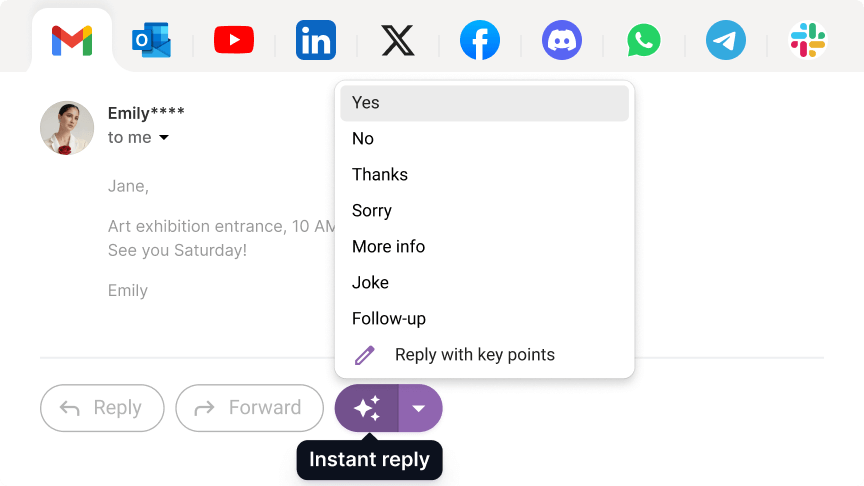 Emily****
to me
Jane,
Art exhibition entrance, 10 AM
See you Saturday!
Emily
Yes
No
Thanks
Sorry
More info
Joke
Follow-up
Reply with key points
Reply
Forward
Instant reply